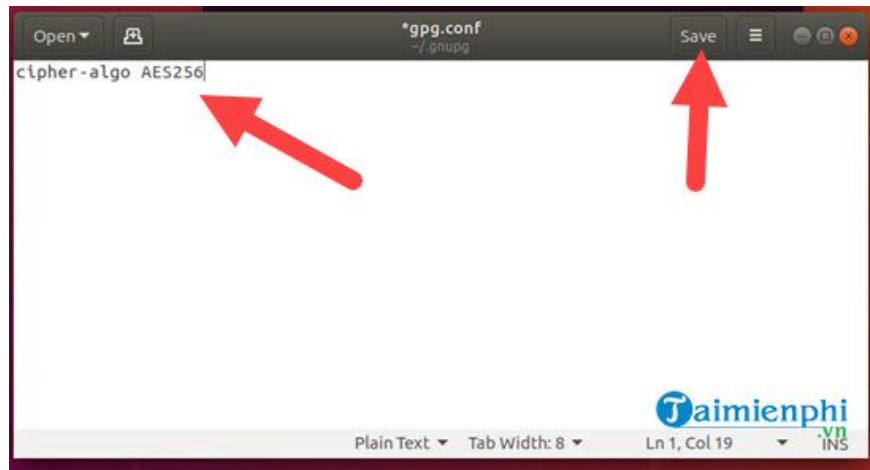 Open
*gpg.conf
~/.gnupg
Save
cipher-algo AES256
Taimienphi
.vn
Plain Text
Tab Width: 8
Ln 1, Col 19
INS